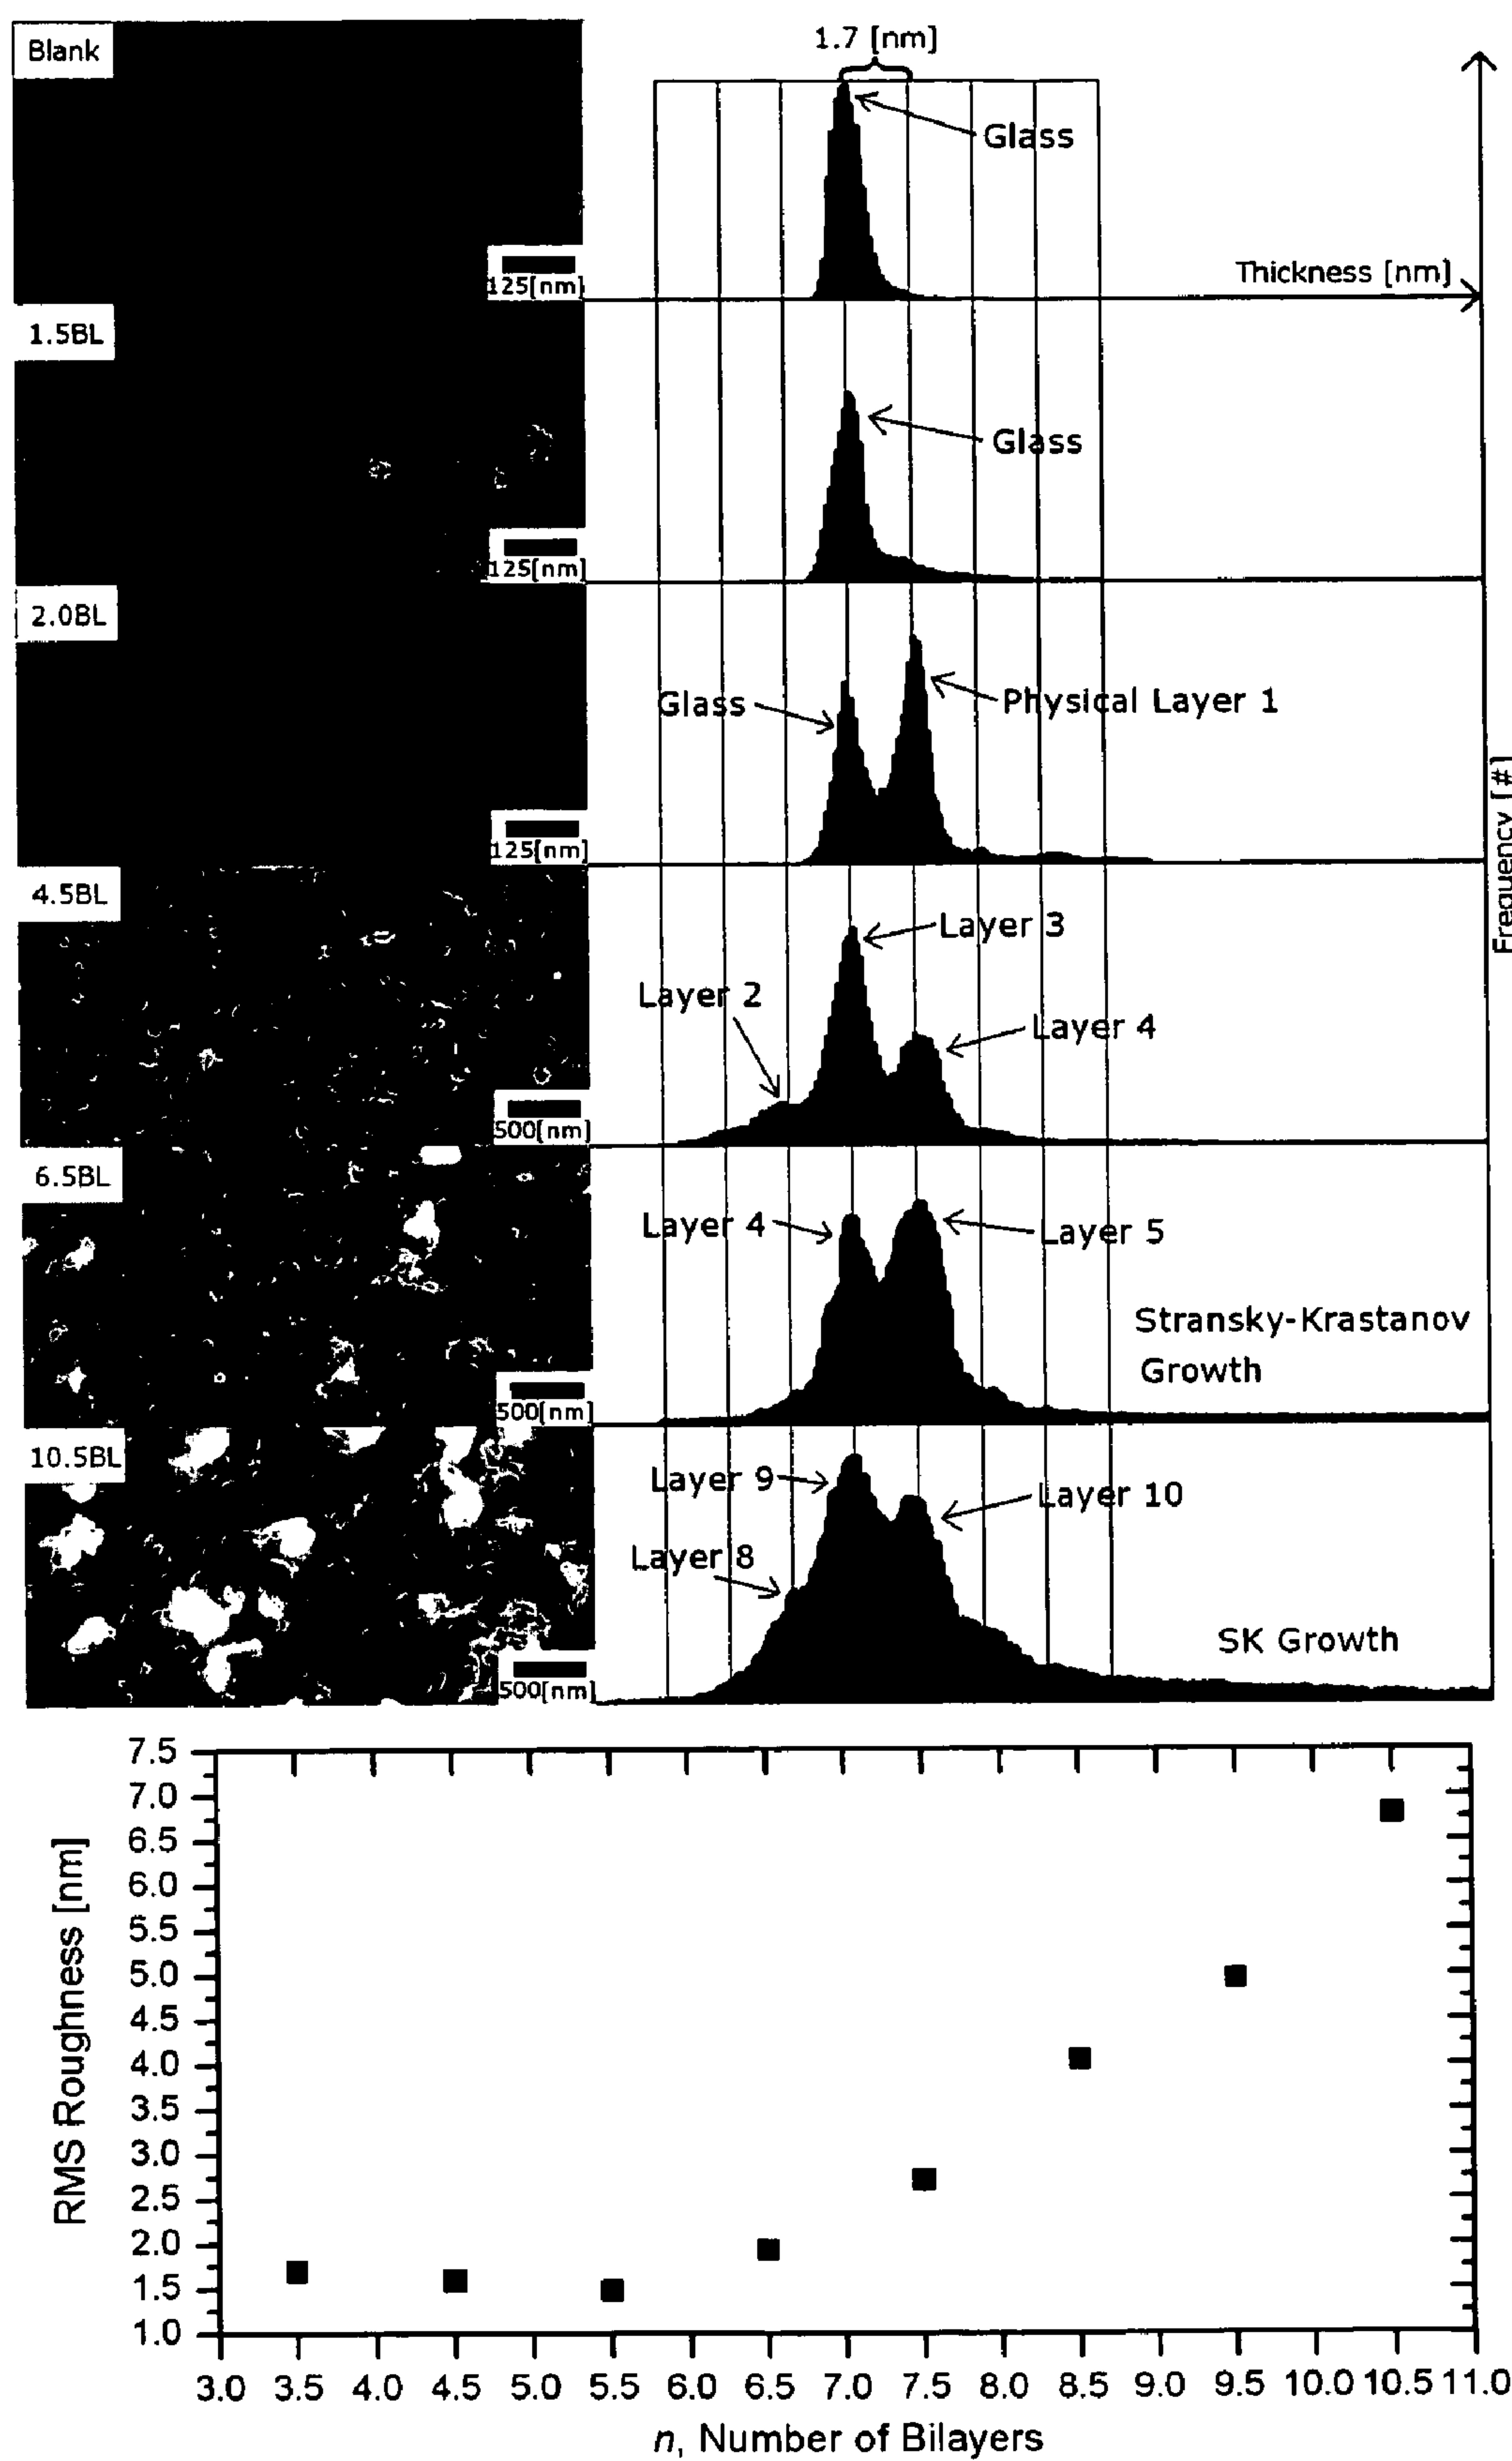 Blank
1.7 [nm]
Glass
Thickness [nm]
125[nm]
1.5BL
Glass
125[nm]
2.0BL
Glass
Physical Layer 1
125[nm]
Frequency [#]
4.5BL
Layer 3
Layer 2
Layer 4
500[nm]
6.5BL
Layer 4
Layer 5
Stransky-Krastanov
Growth
500[nm]
10.5BL
Layer 9
Layer 10
Layer 8
SK Growth
500[nm]
7.5
7.0
6.5
6.0
5.5
5.0
4.5
4.0
3.5
3.0
2.5
2.0
1.5
1.0
RMS Roughness [nm]
3.0 3.5 4.0 4.5 5.0 5.5 6.0 6.5 7.0 7.5 8.0 8.5 9.0 9.5 10.0 10.5 11.0
n, Number of Bilayers